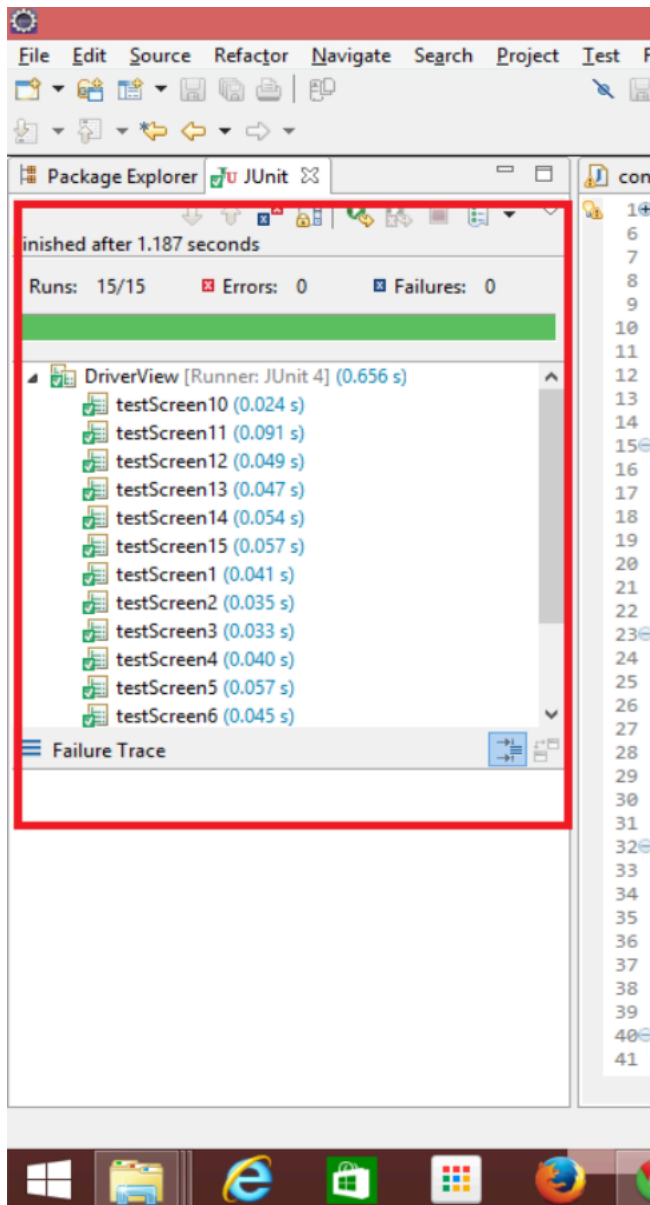 File Edit Source Refactor Navigate Search Project Test
Package Explorer JUnit
con
inished after 1.187 seconds
Runs: 15/15 Errors: 0 Failures: 0
DriverView [Runner: JUnit 4] (0.656 s)
testScreen10 (0.024 s)
testScreen11 (0.091 s)
testScreen12 (0.049 s)
testScreen13 (0.047 s)
testScreen14 (0.054 s)
testScreen15 (0.057 s)
testScreen1 (0.041 s)
testScreen2 (0.035 s)
testScreen3 (0.033 s)
testScreen4 (0.040 s)
testScreen5 (0.057 s)
testScreen6 (0.045 s)
Failure Trace
1
6
7
8
9
10
11
12
13
14
15
16
17
18
19
20
21
22
23
24
25
26
27
28
29
30
31
32
33
34
35
36
37
38
39
40
41